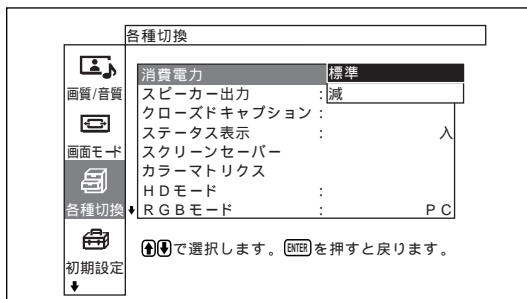 各種切換
画質/音質
画面モード
各種切換
初期設定
消費電力 標準
スピーカー出力 : 減
クローズドキャプション :
ステータス表示 : 入
スクリーンセーバー
カラーマトリクス
HDモード :
RGBモード : PC
で選択します。ENTERを押すと戻ります。